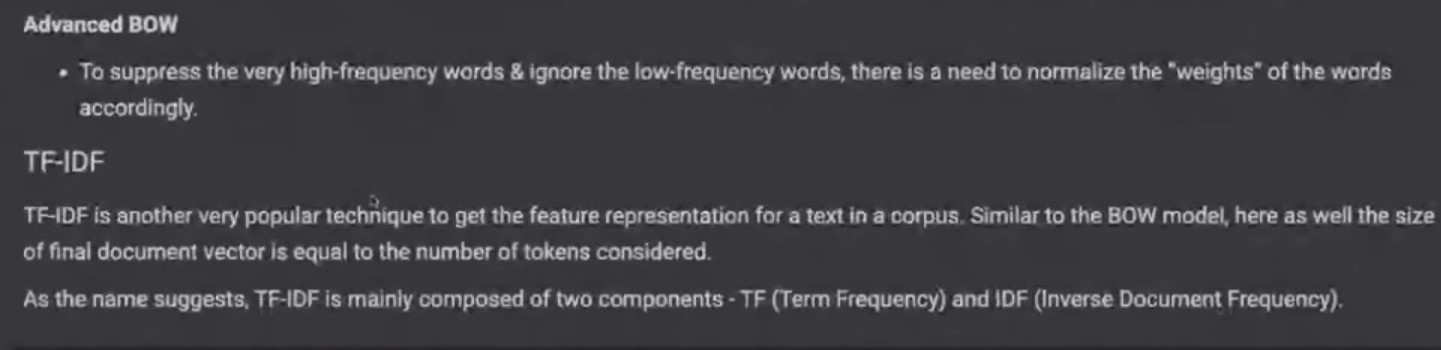 Advanced BOW
• To suppress the very high-frequency words & ignore the low-frequency words, there is a need to normalize the "weights" of the words
accordingly.
TF-IDF
TF-IDF is another very popular technique to get the feature representation for a text in a corpus. Similar to the BOW model, here as well the size
of final document vector is equal to the number of tokens considered.
As the name suggests, TF-IDF is mainly composed of two components - TF (Term Frequency) and IDF (Inverse Document Frequency).